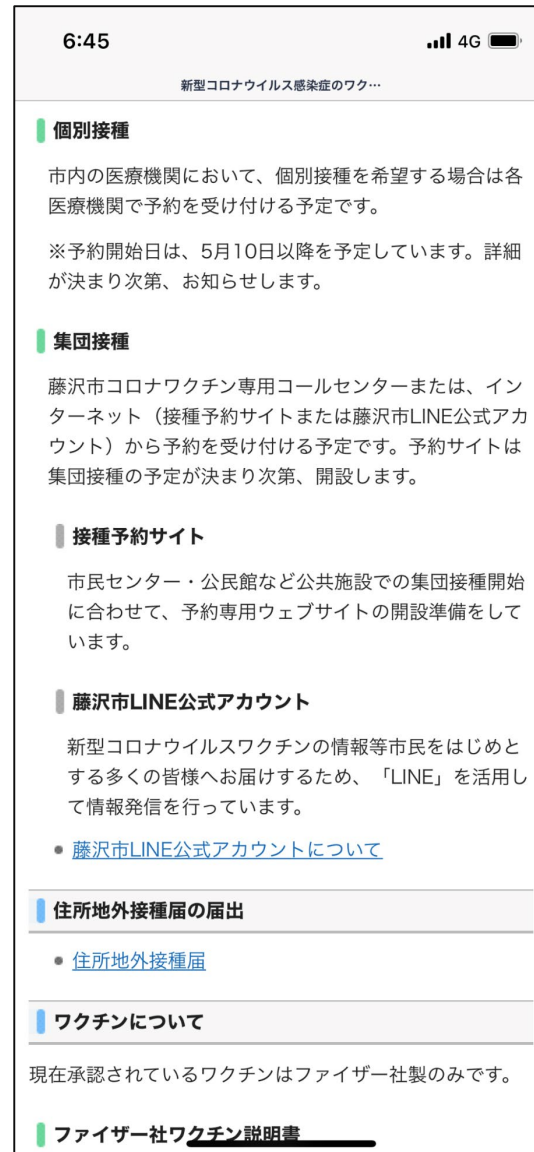 6:45
4G
新型コロナウイルス感染症のワク…
個別接種
市内の医療機関において、個別接種を希望する場合は各
医療機関で予約を受け付ける予定です。
※予約開始日は、5月10日以降を予定しています。詳細
が決まり次第、お知らせします。
集団接種
藤沢市コロナワクチン専用コールセンターまたは、イン
ターネット（接種予約サイトまたは藤沢市LINE公式アカ
ウント）から予約を受け付ける予定です。予約サイトは
集団接種の予定が決まり次第、開設します。
接種予約サイト
市民センター・公民館など公共施設での集団接種開始
に合わせて、予約専用ウェブサイトの開設準備をして
います。
藤沢市LINE公式アカウント
新型コロナウイルスワクチンの情報等市民をはじめと
する多くの皆様へお届けするため、「LINE」を活用し
て情報発信を行っています。
藤沢市LINE公式アカウントについて
住所地外接種届の届出
住所地外接種届
ワクチンについて
現在承認されているワクチンはファイザー社製のみです。
ファイザー社ワクチン説明書